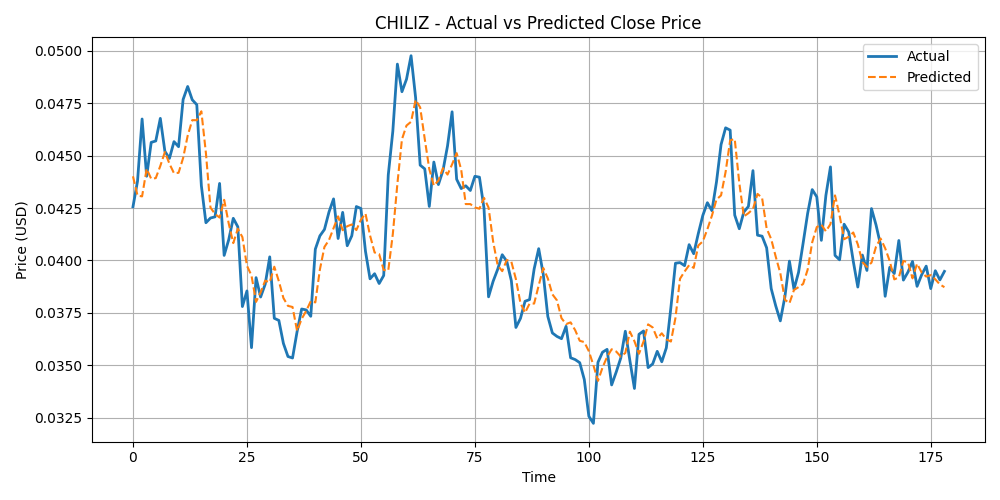 CHILIZ - Actual vs Predicted Close Price
Actual
Predicted
Price (USD)
0.0500
0.0475
0.0450
0.0425
0.0400
0.0375
0.0350
0.0325
0 25 50 75 100 125 150 175
Time